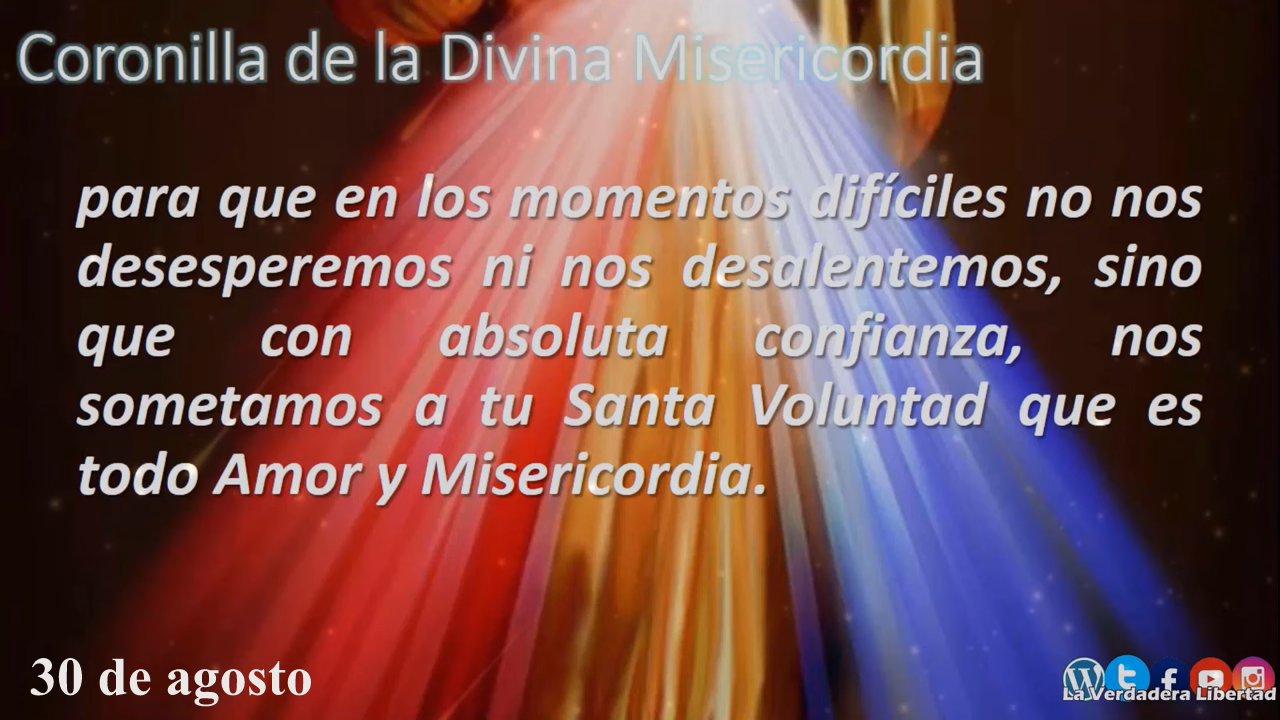 Coronilla de la Divina Misericordia
para que en los momentos difíciles no nos
desesperemos ni nos desalentemos, sino
que con absoluta confianza, nos
sometamos a tu Santa Voluntad que es
todo Amor y Misericordia.
30 de agosto
La Verdadera Libertad